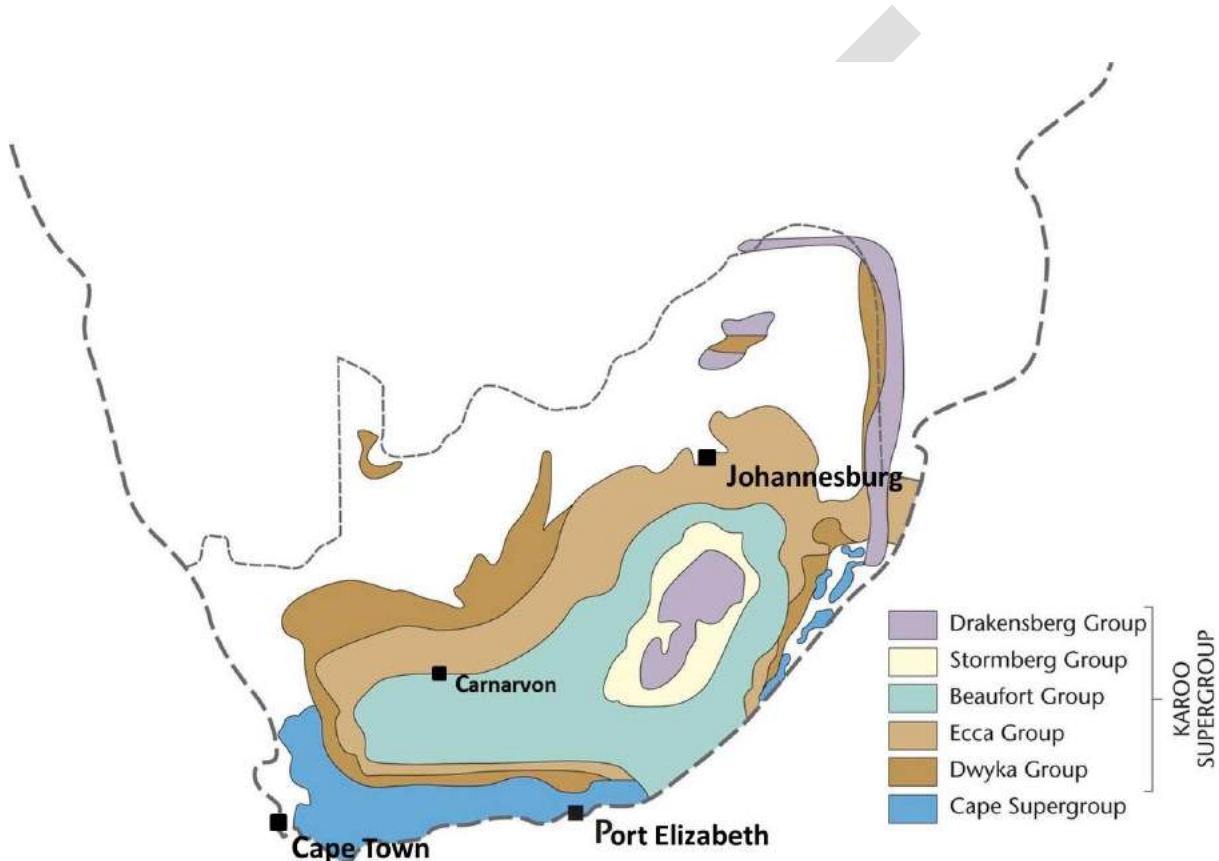 Johannesburg
Carnarvon
Port Elizabeth
Cape Town
Drakensberg Group
Stormberg Group
Beaufort Group
Ecca Group
Dwyka Group
Cape Supergroup
KAROO
SUPERGROUP